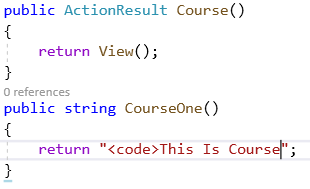 public ActionResult Course()
{
    return View();
}
0 references
public string CourseOne()
{
    return "<code>This Is Course";
}